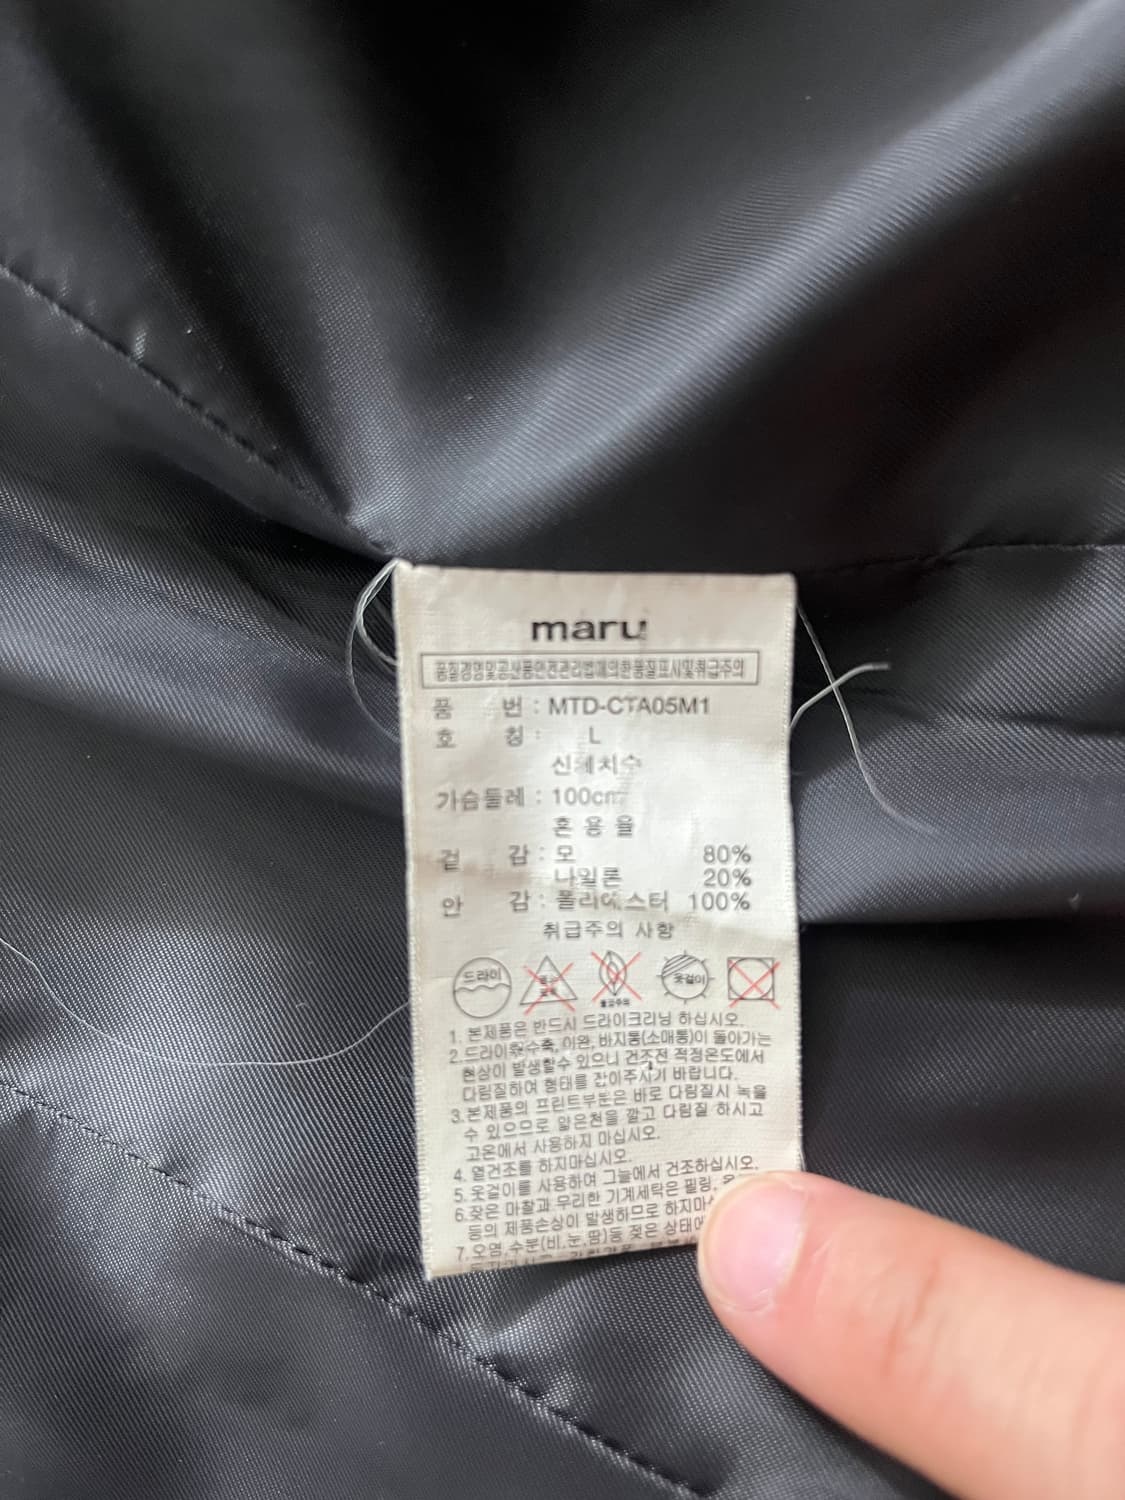 maru
품질경영및공산품안전관리법에의한품질표시및취급주의
품 번 : MTD-CTA05M1
호 칭 : L
신체치수
가슴둘레 : 100cm
혼 용 율
겉 감 : 모 80%
나일론 20%
안 감 : 폴리에스터 100%
취급주의 사항
드라이 옷걸이
1. 본제품은 반드시 드라이크리닝 하십시오.
2.드라이후수축, 이완, 바지통(소매통)이 돌아가는
현상이 발생할수 있으니 건조전 적정온도에서
다림질하여 형태를 잡아주시기 바랍니다.
3.본제품의 프린트부분은 바로 다림질시 녹을
수 있으므로 얇은천을 깔고 다림질 하시고
고온에서 사용하지 마십시오.
4. 열건조를 하지마십시오.
5. 옷걸이를 사용하여 그늘에서 건조하십시오.
6.잦은 마찰과 무리한 기계세탁은 필링,
등의 제품손상이 발생하므로 하지마
7.오염,수분(비,눈,땀)등 젖은 상태에